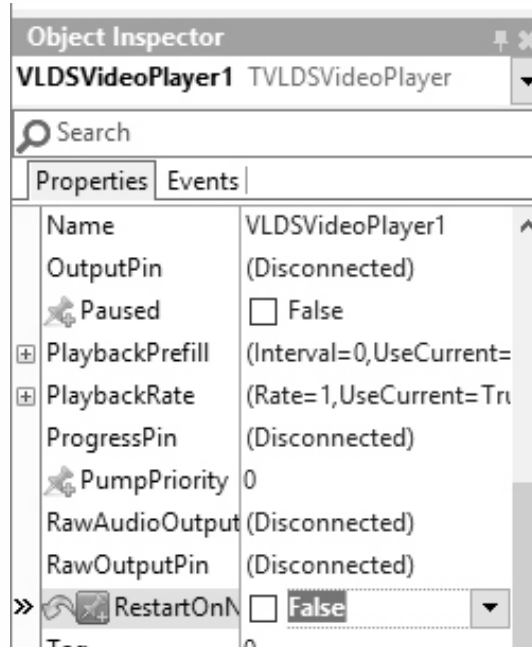 Object Inspector
VLDSVideoPlayer1 TVLDSVideoPlayer
Search
Properties Events
Name VLDSVideoPlayer1
OutputPin (Disconnected)
Paused False
PlaybackPrefill (Interval=0,UseCurrent=
PlaybackRate (Rate=1,UseCurrent=Tru
ProgressPin (Disconnected)
PumpPriority 0
RawAudioOutput (Disconnected)
RawOutputPin (Disconnected)
» RestartOnN False